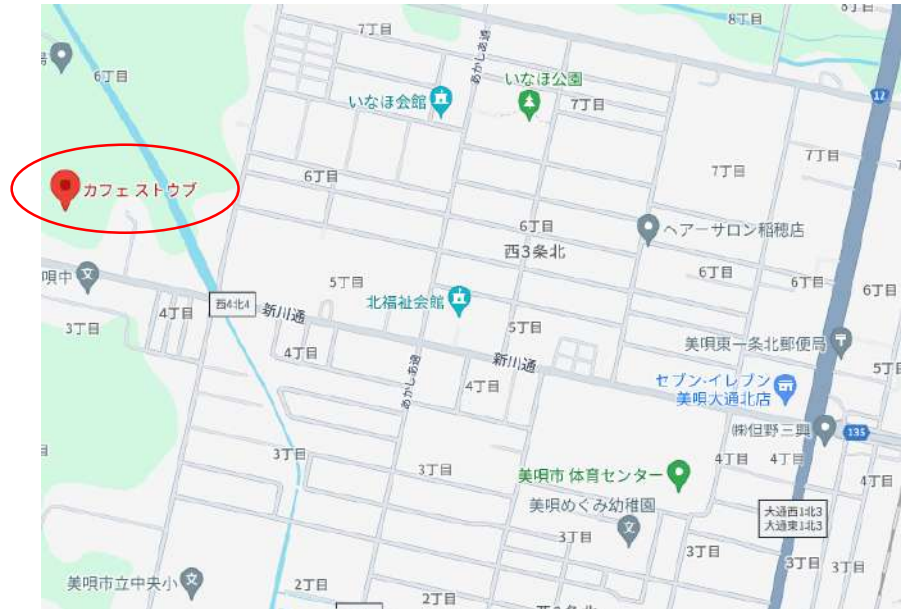 7丁目
8丁目
8丁目
6丁目
あかしあ通
いなほ公園
いなほ会館
7丁目
12
カフェ ストウブ
6丁目
7丁目
7丁目
6丁目
西3条北
ヘアーサロン稲穂店
唄中
5丁目
6丁目
6丁目
6丁目
北福祉会館
西4北4
新川通
4丁目
3丁目
5丁目
美唄東一条北郵便局
4丁目
新川通
あかしあ通
4丁目
セブン-イレブン
美唄大通北店
5丁
㈱但野三興
135
3丁目
3丁目
美唄市 体育センター
4丁目
4丁目
4丁目
美唄めぐみ幼稚園
大通西1北3
大通東1北3
3丁目
3丁目
3丁目
3丁目
美唄市立中央小
2丁目
2丁目